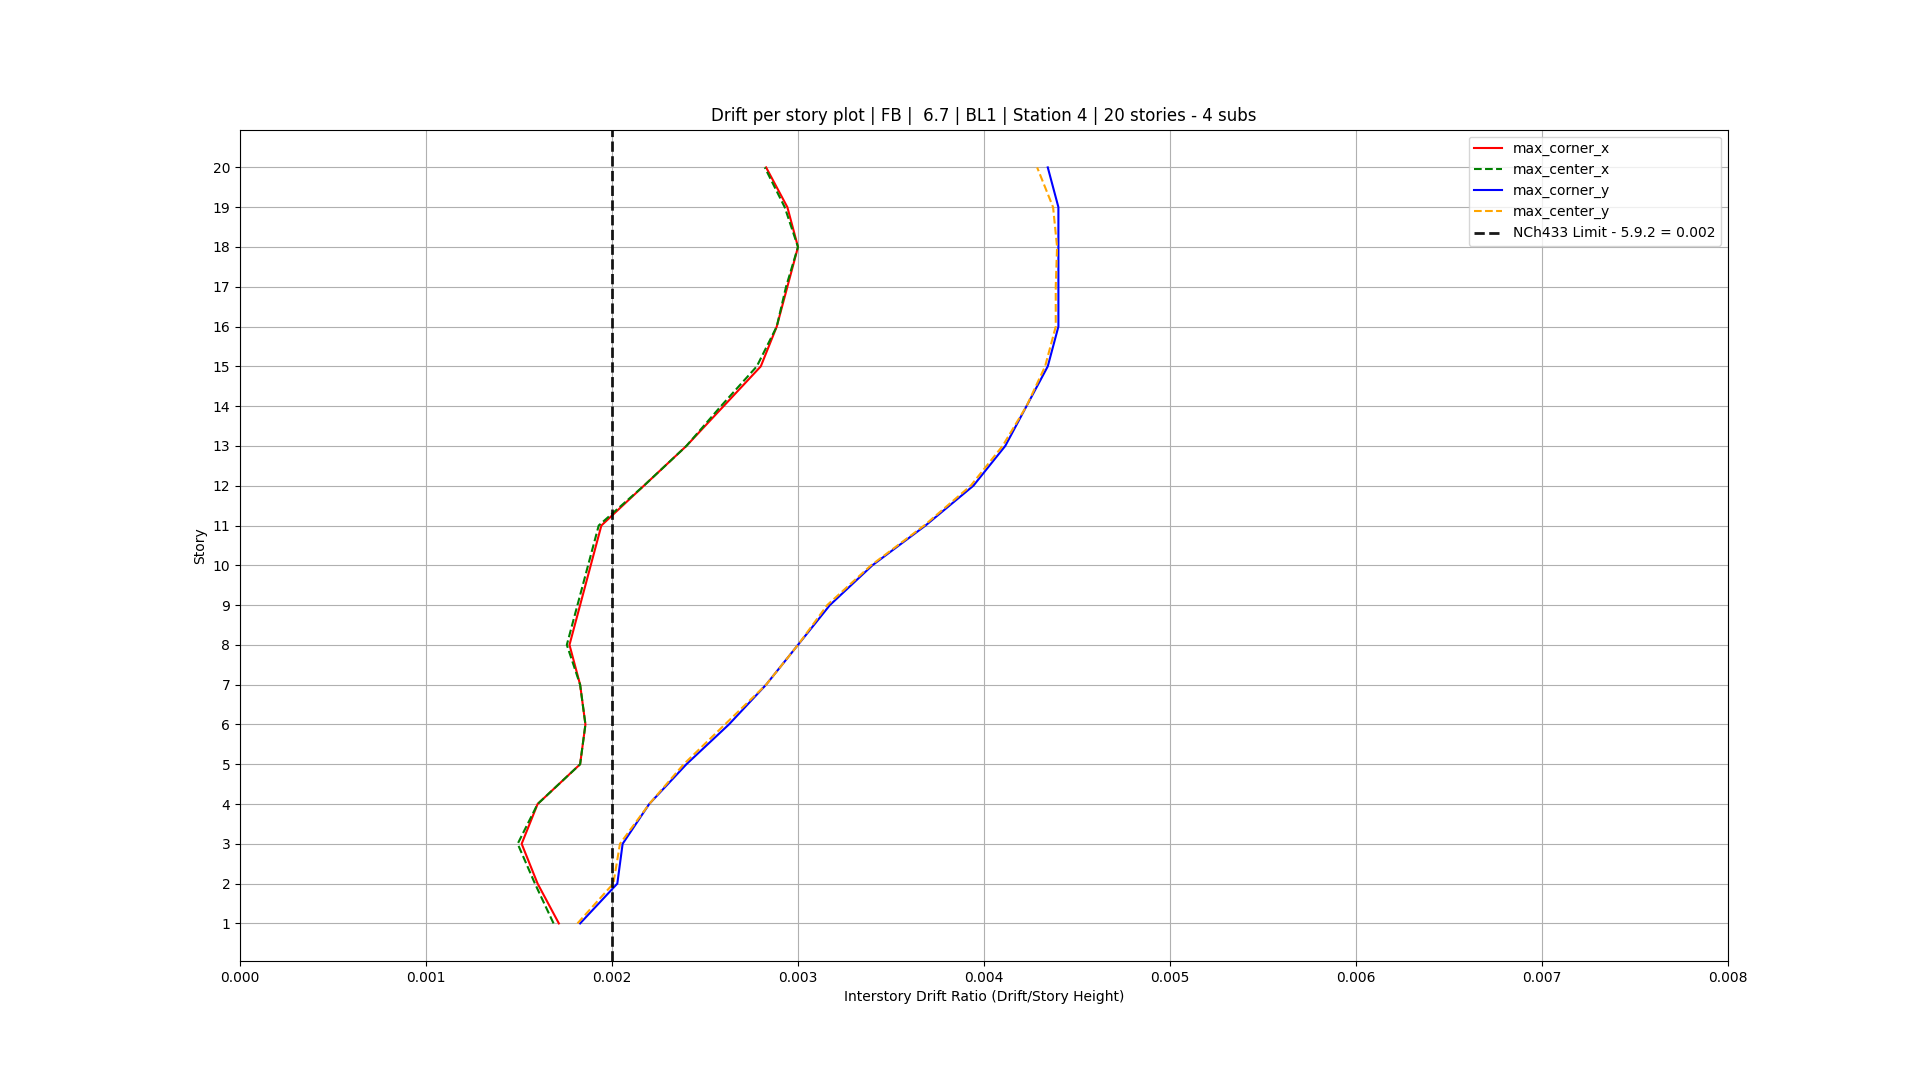 Drift per story plot | FB |  6.7 | BL1 | Station 4 | 20 stories - 4 subs
max_corner_x
max_center_x
max_corner_y
max_center_y
NCh433 Limit - 5.9.2 = 0.002
Story
20
19
18
17
16
15
14
13
12
11
10
9
8
7
6
5
4
3
2
1
0.000 0.001 0.002 0.003 0.004 0.005 0.006 0.007 0.008
Interstory Drift Ratio (Drift/Story Height)